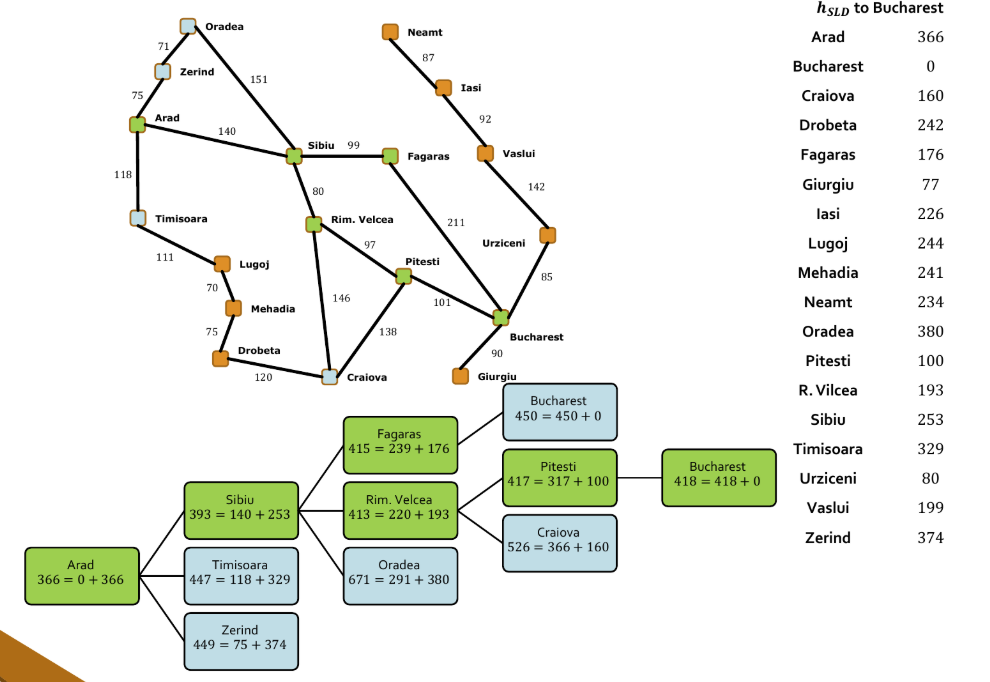 Oradea
71
Zerind
75
151
Arad
140
Sibiu
99
Fagaras
118
80
Timisoara
Rim. Velcea
111
97
211
Lugoj
Pitesti
70
146
101
Mehadia
138
75
Drobeta
120
Craiova
Neamt
87
Iasi
92
Vaslui
142
Urziceni
85
Bucharest
90
Giurgiu
h_SLD to Bucharest
Arad 366
Bucharest 0
Craiova 160
Drobeta 242
Fagaras 176
Giurgiu 77
Iasi 226
Lugoj 244
Mehadia 241
Neamt 234
Oradea 380
Pitesti 100
R. Vilcea 193
Sibiu 253
Timisoara 329
Urziceni 80
Vaslui 199
Zerind 374
Arad
366 = 0 + 366
Sibiu
393 = 140 + 253
Timisoara
447 = 118 + 329
Zerind
449 = 75 + 374
Fagaras
415 = 239 + 176
Rim. Velcea
413 = 220 + 193
Oradea
671 = 291 + 380
Bucharest
450 = 450 + 0
Pitesti
417 = 317 + 100
Craiova
526 = 366 + 160
Bucharest
418 = 418 + 0